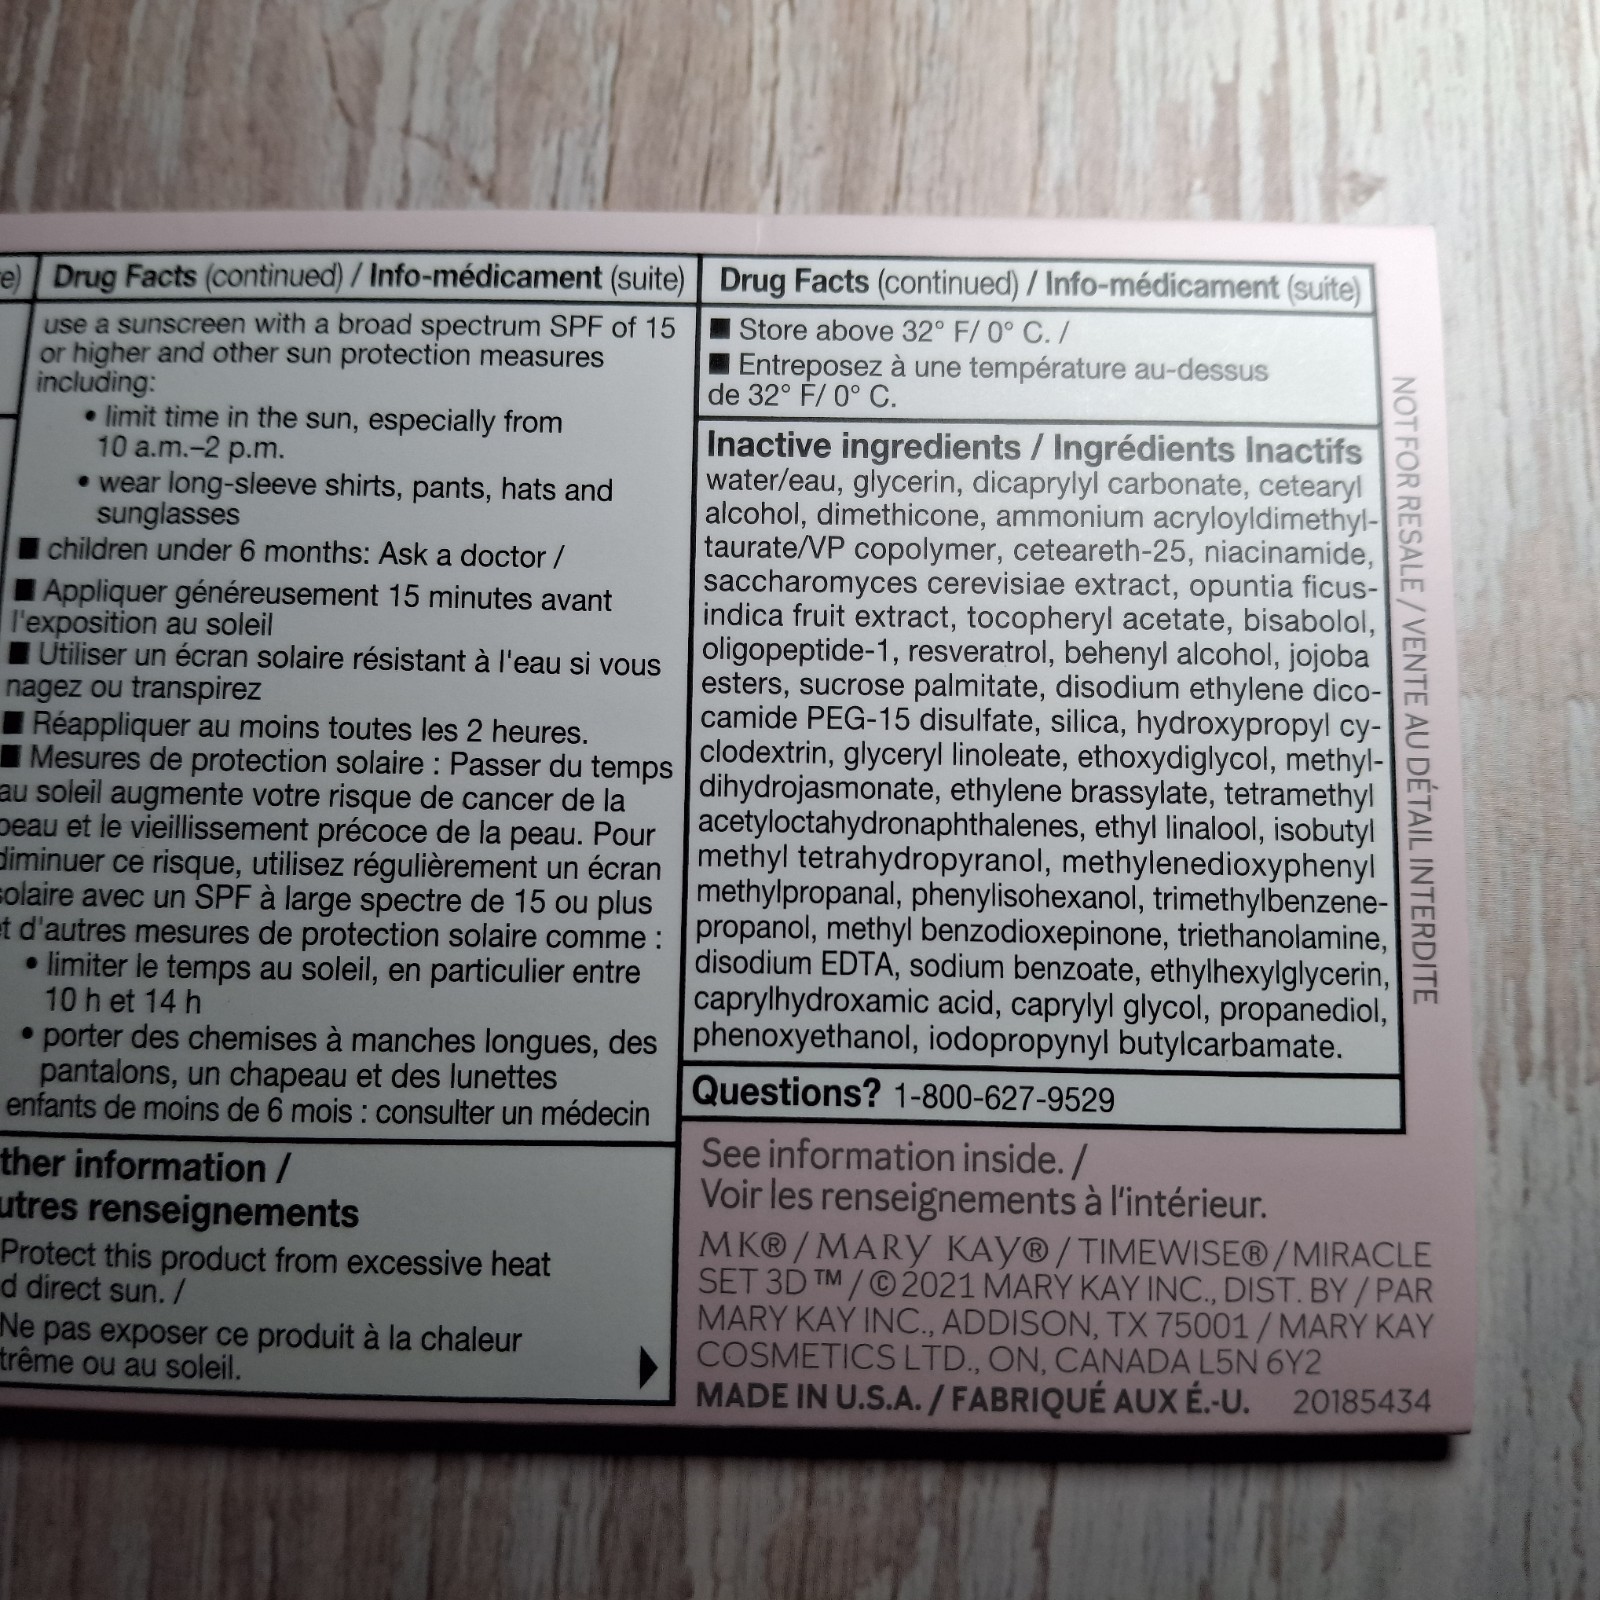 Drug Facts (continued) / Info-médicament (suite)
use a sunscreen with a broad spectrum SPF of 15
or higher and other sun protection measures
including:
• limit time in the sun, especially from
10 a.m.–2 p.m.
• wear long-sleeve shirts, pants, hats and
sunglasses
■ children under 6 months: Ask a doctor /
■ Appliquer généreusement 15 minutes avant
l'exposition au soleil
■ Utiliser un écran solaire résistant à l'eau si vous
nagez ou transpirez
■ Réappliquer au moins toutes les 2 heures.
■ Mesures de protection solaire : Passer du temps
au soleil augmente votre risque de cancer de la
peau et le vieillissement précoce de la peau. Pour
diminuer ce risque, utilisez régulièrement un écran
solaire avec un SPF à large spectre de 15 ou plus
et d'autres mesures de protection solaire comme :
• limiter le temps au soleil, en particulier entre
10 h et 14 h
• porter des chemises à manches longues, des
pantalons, un chapeau et des lunettes
enfants de moins de 6 mois : consulter un médecin
ther information /
utres renseignements
Protect this product from excessive heat
d direct sun. /
Ne pas exposer ce produit à la chaleur
trême ou au soleil.
Drug Facts (continued) / Info-médicament (suite)
■ Store above 32° F/ 0° C. /
■ Entreposez à une température au-dessus
de 32° F/ 0° C.
Inactive ingredients / Ingrédients Inactifs
water/eau, glycerin, dicaprylyl carbonate, cetearyl
alcohol, dimethicone, ammonium acryloyldimethyl-
taurate/VP copolymer, ceteareth-25, niacinamide,
saccharomyces cerevisiae extract, opuntia ficus-
indica fruit extract, tocopheryl acetate, bisabolol,
oligopeptide-1, resveratrol, behenyl alcohol, jojoba
esters, sucrose palmitate, disodium ethylene dico-
camide PEG-15 disulfate, silica, hydroxypropyl cy-
clodextrin, glyceryl linoleate, ethoxydiglycol, methyl-
dihydrojasmonate, ethylene brassylate, tetramethyl
acetyloctahydronaphthalenes, ethyl linalool, isobutyl
methyl tetrahydropyranol, methylenedioxyphenyl
methylpropanal, phenylisohexanol, trimethylbenzene-
propanol, methyl benzodioxepinone, triethanolamine,
disodium EDTA, sodium benzoate, ethylhexylglycerin,
caprylhydroxamic acid, caprylyl glycol, propanediol,
phenoxyethanol, iodopropynyl butylcarbamate.
Questions? 1-800-627-9529
See information inside. /
Voir les renseignements à l'intérieur.
MK® / MARY KAY® / TIMEWISE® / MIRACLE
SET 3D™ / © 2021 MARY KAY INC., DIST. BY / PAR
MARY KAY INC., ADDISON, TX 75001 / MARY KAY
COSMETICS LTD., ON, CANADA L5N 6Y2
MADE IN U.S.A. / FABRIQUÉ AUX É.-U. 20185434
NOT FOR RESALE / VENTE AU DÉTAIL INTERDITE